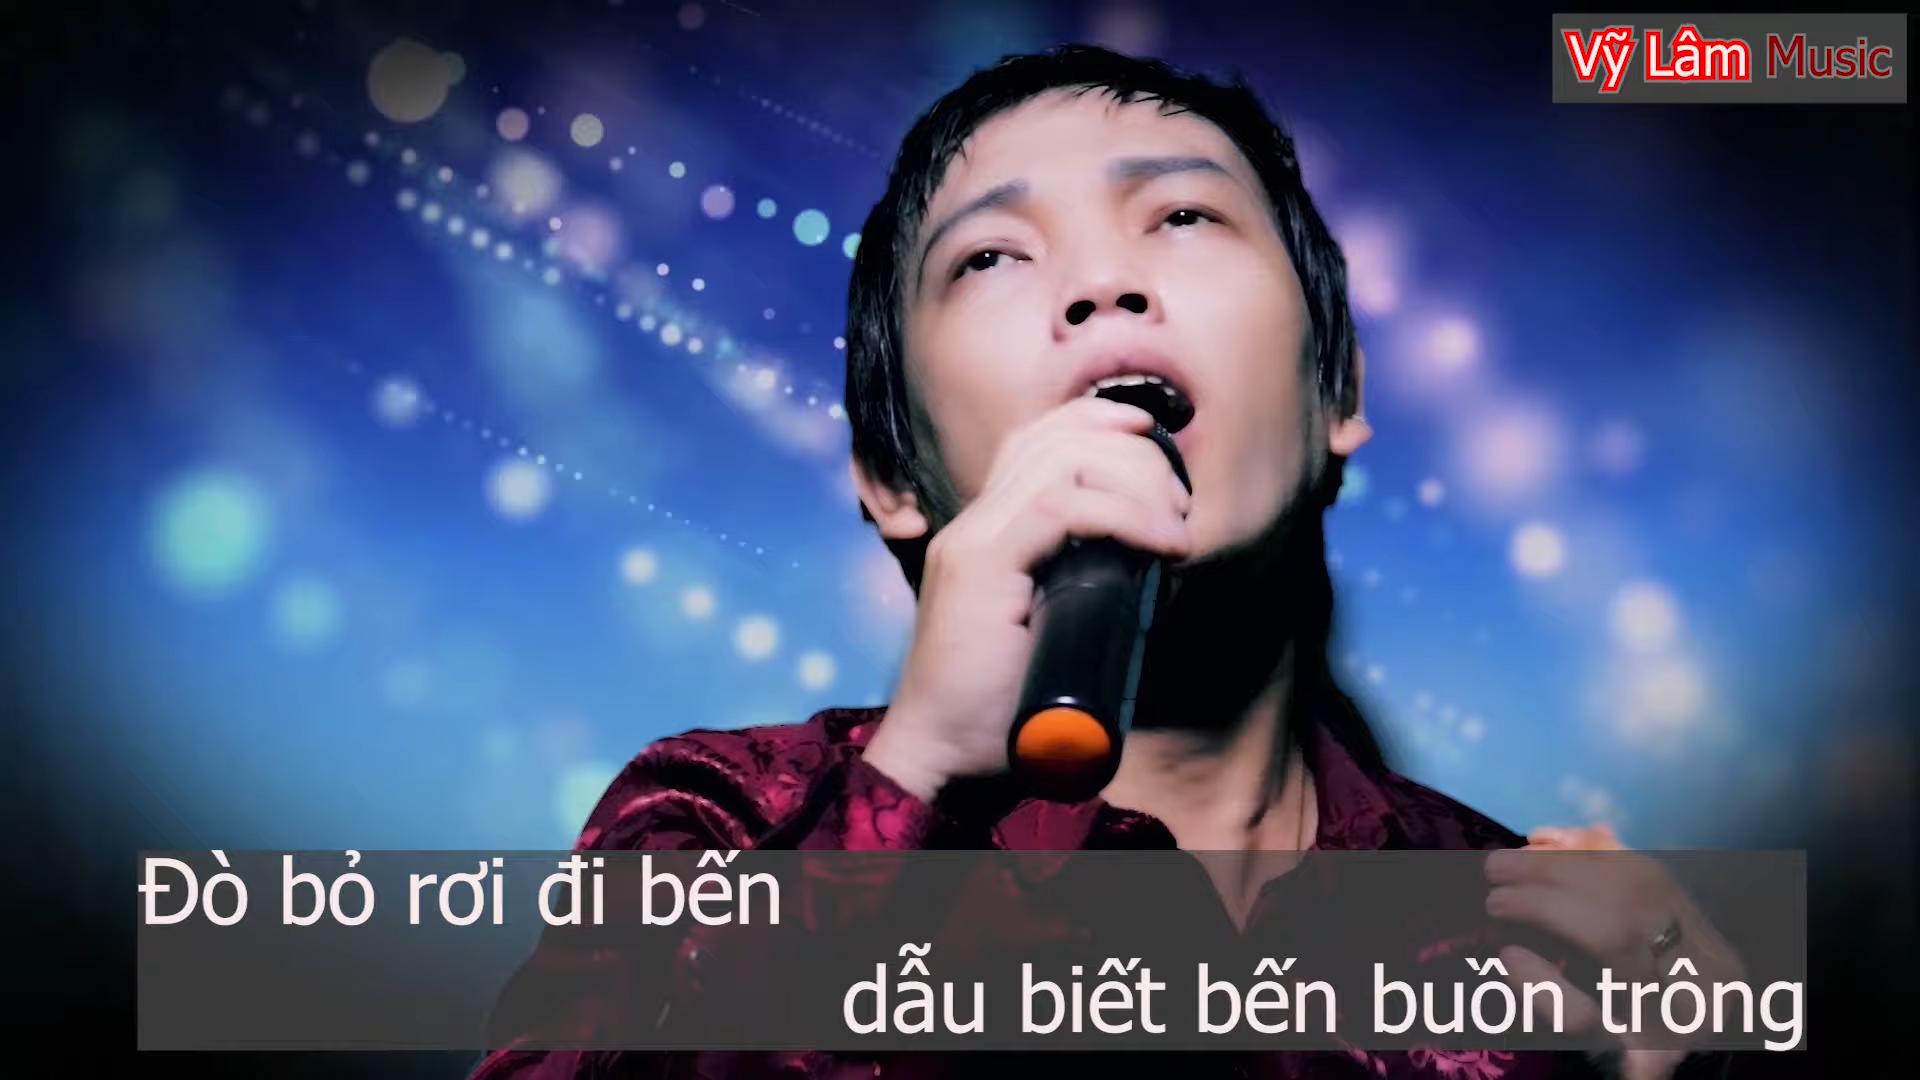 Vỹ Lâm Music
Đò bỏ rơi đi bến
dẫu biết bến buồn trông